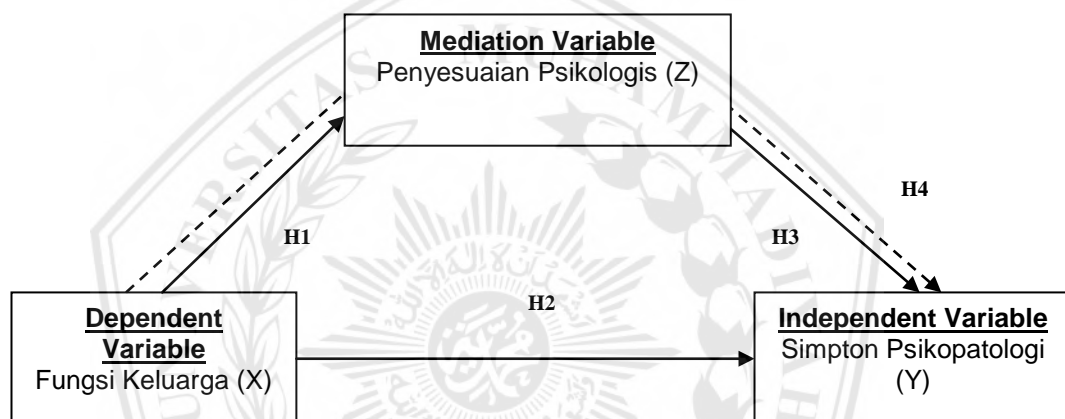 Mediation Variable
Penyesuaian Psikologis (Z)
H4
H1
H3
H2
Dependent
Variable
Fungsi Keluarga (X)
Independent Variable
Simpton Psikopatologi
(Y)